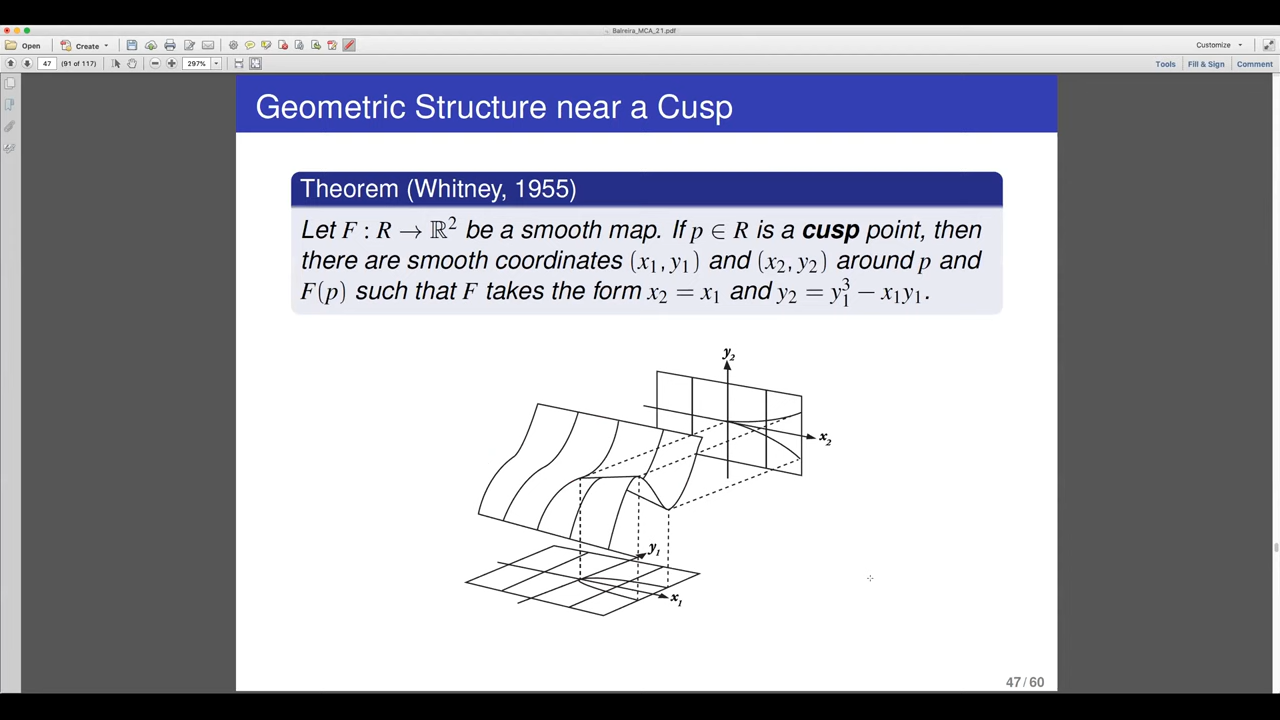 Balreira_MCA_21.pdf
Open Create Customize
47 (91 of 117) 297% Tools Fill & Sign Comment
Geometric Structure near a Cusp
Theorem (Whitney, 1955)
Let F : R → ℝ² be a smooth map. If p ∈ R is a cusp point, then
there are smooth coordinates (x₁, y₁) and (x₂, y₂) around p and
F(p) such that F takes the form x₂ = x₁ and y₂ = y₁³ − x₁y₁.
y₂
x₂
y₁
x₁
47 / 60